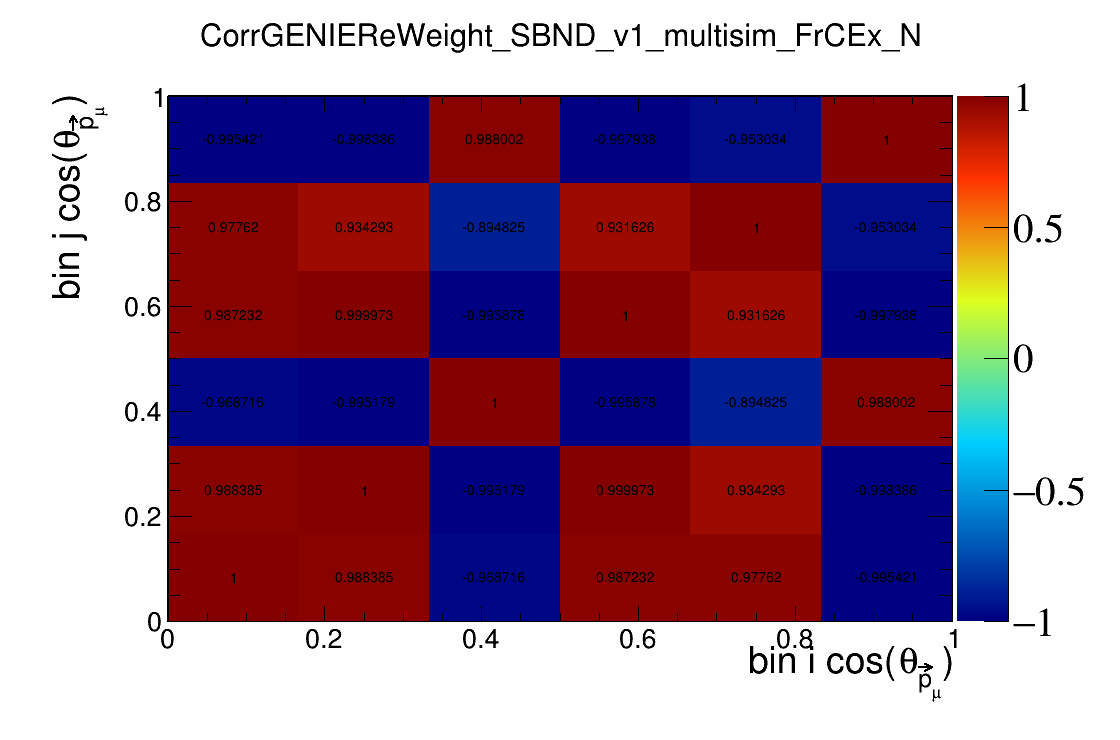 CorrGENIEReWeight_SBND_v1_multisim_FrCEx_N
bin j cos(θp⃗μ)
1
0.8
0.6
0.4
0.2
0
-0.995421 -0.998386 0.988002 -0.997938 -0.953034 1
0.97762 0.934293 -0.894825 0.931626 1 -0.953034
0.987232 0.999973 -0.995878 1 0.931626 -0.997938
-0.968716 -0.995179 1 -0.995878 -0.894825 0.988002
0.988385 1 -0.995179 0.999973 0.934293 -0.998386
1 0.988385 -0.968716 0.987232 0.97762 -0.995421
0 0.2 0.4 0.6 0.8 1
bin i cos(θp⃗μ)
1
0.5
0
−0.5
−1